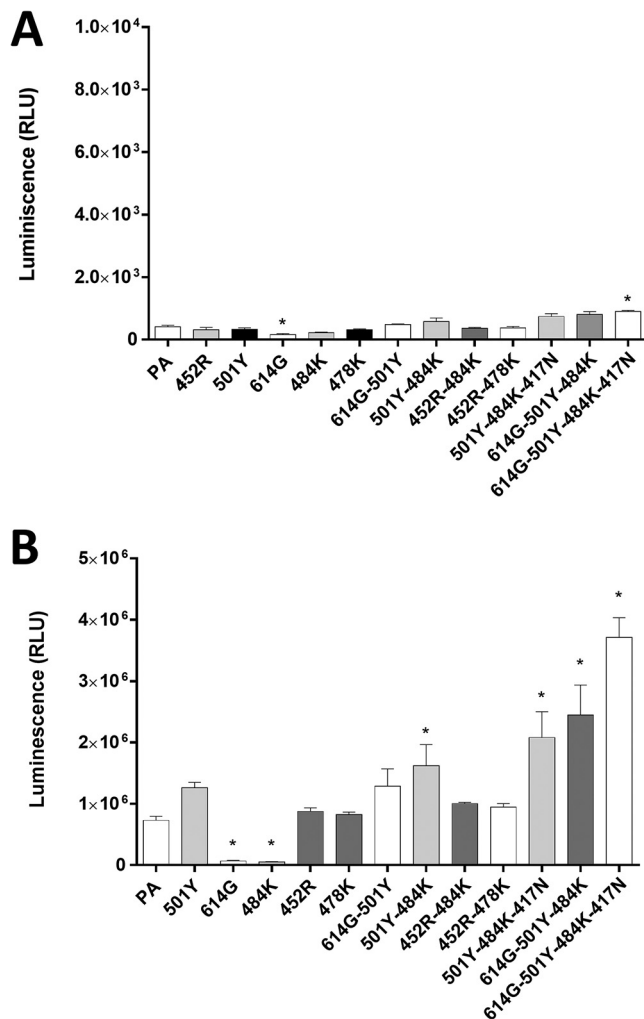 A
Luminiscence (RLU)
1.0×10⁴
8.0×10³
6.0×10³
4.0×10³
2.0×10³
0
*
*
PA
452R
501Y
614G
484K
478K
614G-501Y
501Y-484K
452R-484K
452R-478K
501Y-484K-417N
614G-501Y-484K
614G-501Y-484K-417N
B
Luminescence (RLU)
5×10⁶
4×10⁶
3×10⁶
2×10⁶
1×10⁶
0
*
*
*
*
*
*
PA
501Y
614G
484K
452R
478K
614G-501Y
501Y-484K
452R-484K
452R-478K
501Y-484K-417N
614G-501Y-484K
614G-501Y-484K-417N